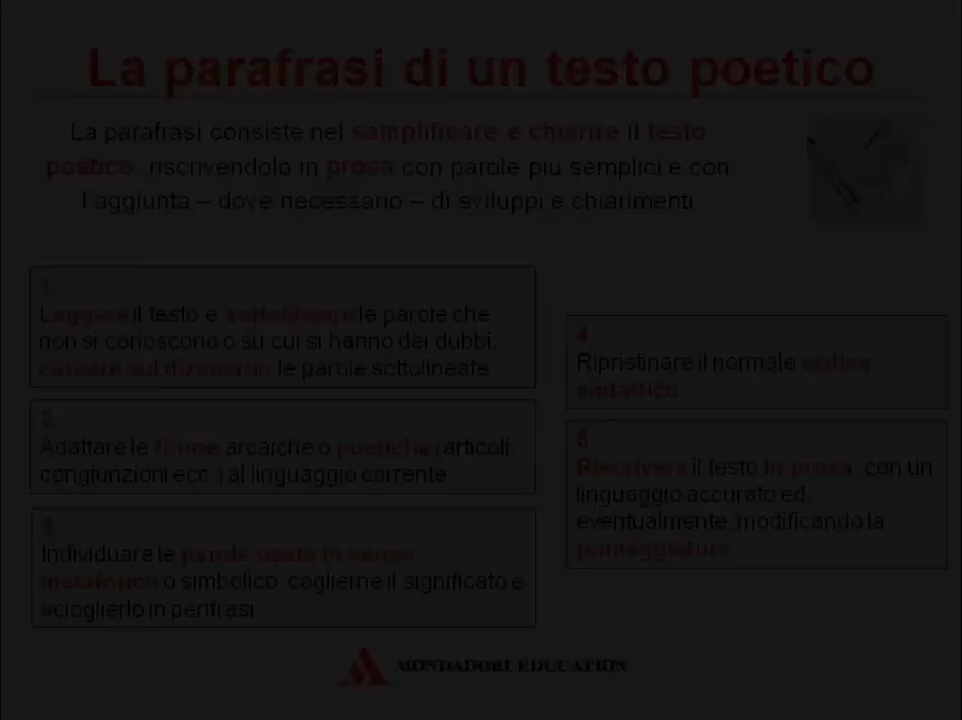 La parafrasi di un testo poetico
La parafrasi consiste nel semplificare e chiarire il testo
poetico, riscrivendolo in prosa con parole più semplici e con
l'aggiunta – dove necessario – di sviluppi e chiarimenti
1.
Leggere il testo e sottolineare le parole che
non si conoscono o su cui si hanno dei dubbi;
cercare sul dizionario le parole sottolineate
2.
Adattare le forme arcaiche o poetiche (articoli,
congiunzioni ecc.) al linguaggio corrente
3.
Individuare le parole usate in senso
metaforico o simbolico: coglierne il significato e
scioglierlo in perifrasi
4.
Ripristinare il normale ordine
sintattico
5.
Riscrivere il testo in prosa, con un
linguaggio accurato ed,
eventualmente, modificando la
punteggiatura
MONDADORI EDUCATION